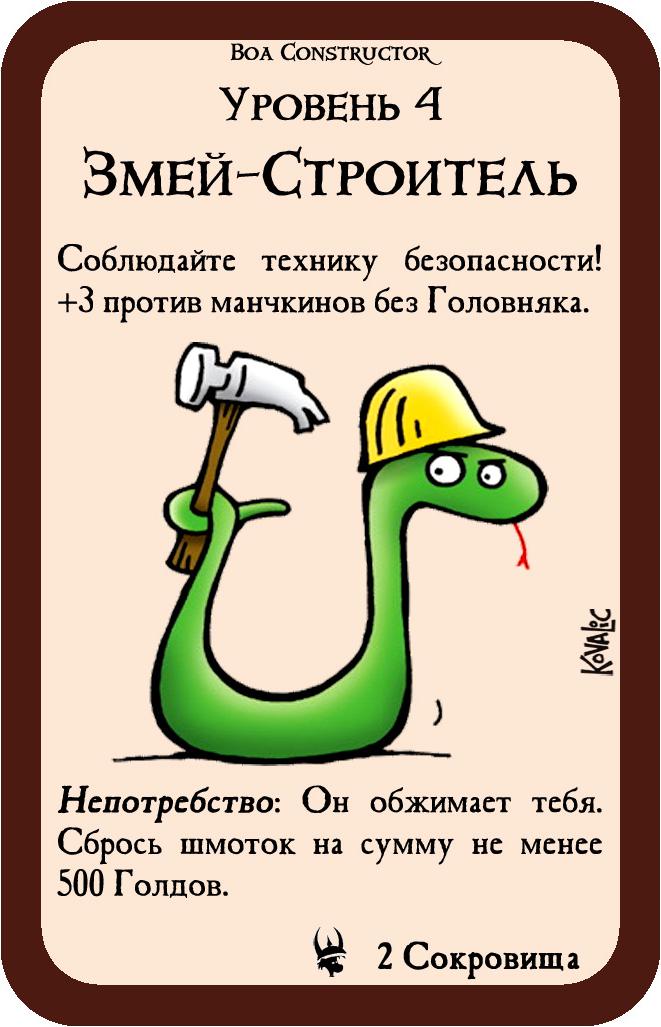 Boa Constructor
Уровень 4
Змей-Строитель
Соблюдайте технику безопасности!
+3 против манчкинов без Головняка.
Kovalic
Непотребство: Он обжимает тебя.
Сбрось шмоток на сумму не менее
500 Голдов.
2 Сокровища